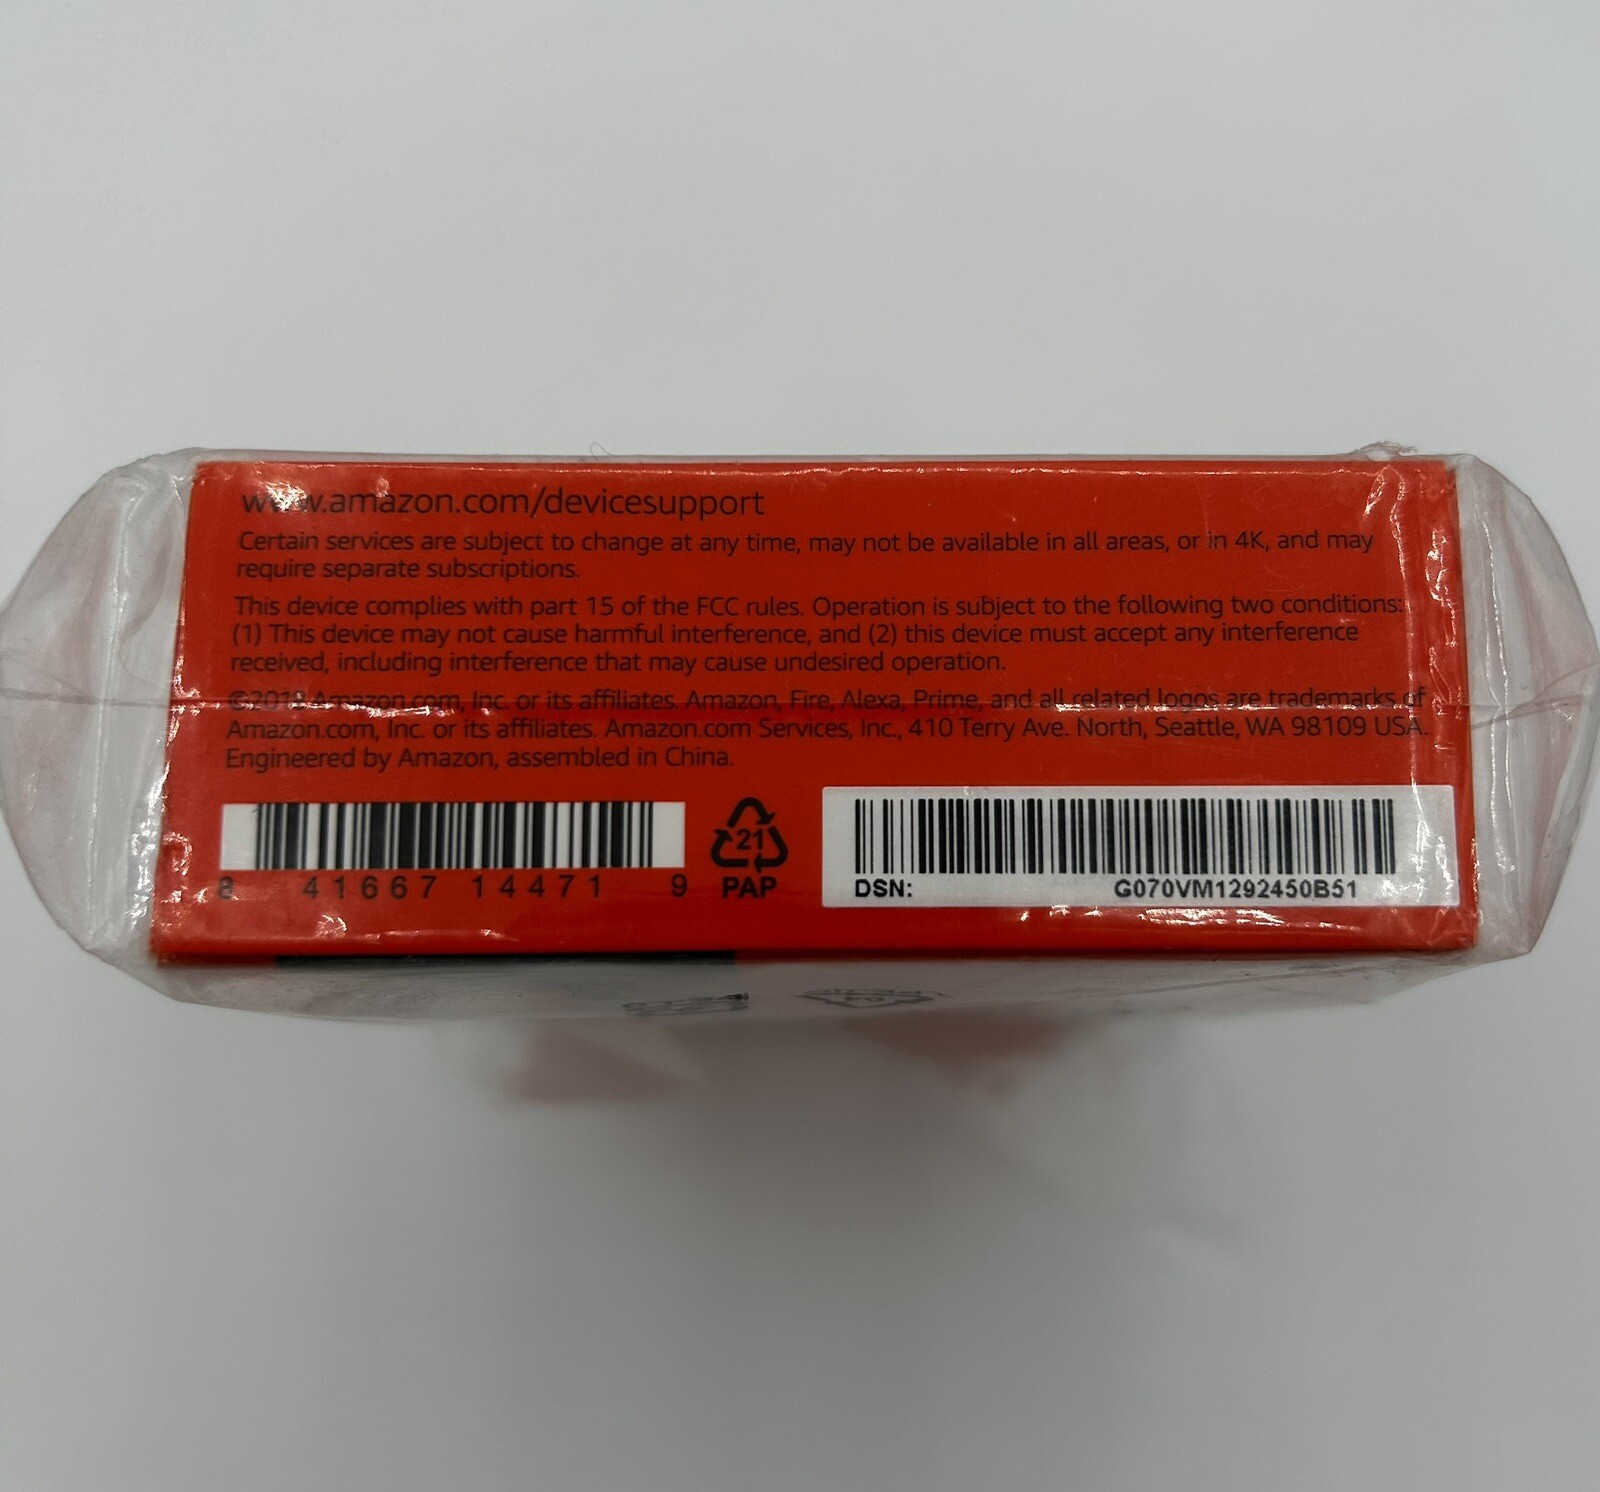 www.amazon.com/devicesupport
Certain services are subject to change at any time, may not be available in all areas, or in 4K, and may
require separate subscriptions.
This device complies with part 15 of the FCC rules. Operation is subject to the following two conditions:
(1) This device may not cause harmful interference, and (2) this device must accept any interference
received, including interference that may cause undesired operation.
Amazon.com, Inc. or its affiliates. Amazon, Fire, Alexa, Prime, and all related logos are trademarks of
Amazon.com, Inc. or its affiliates. Amazon.com Services, Inc., 410 Terry Ave. North, Seattle, WA 98109 USA.
Engineered by Amazon, assembled in China.
8 41667 14471 9
21
PAP
DSN: G070VM1292450B51